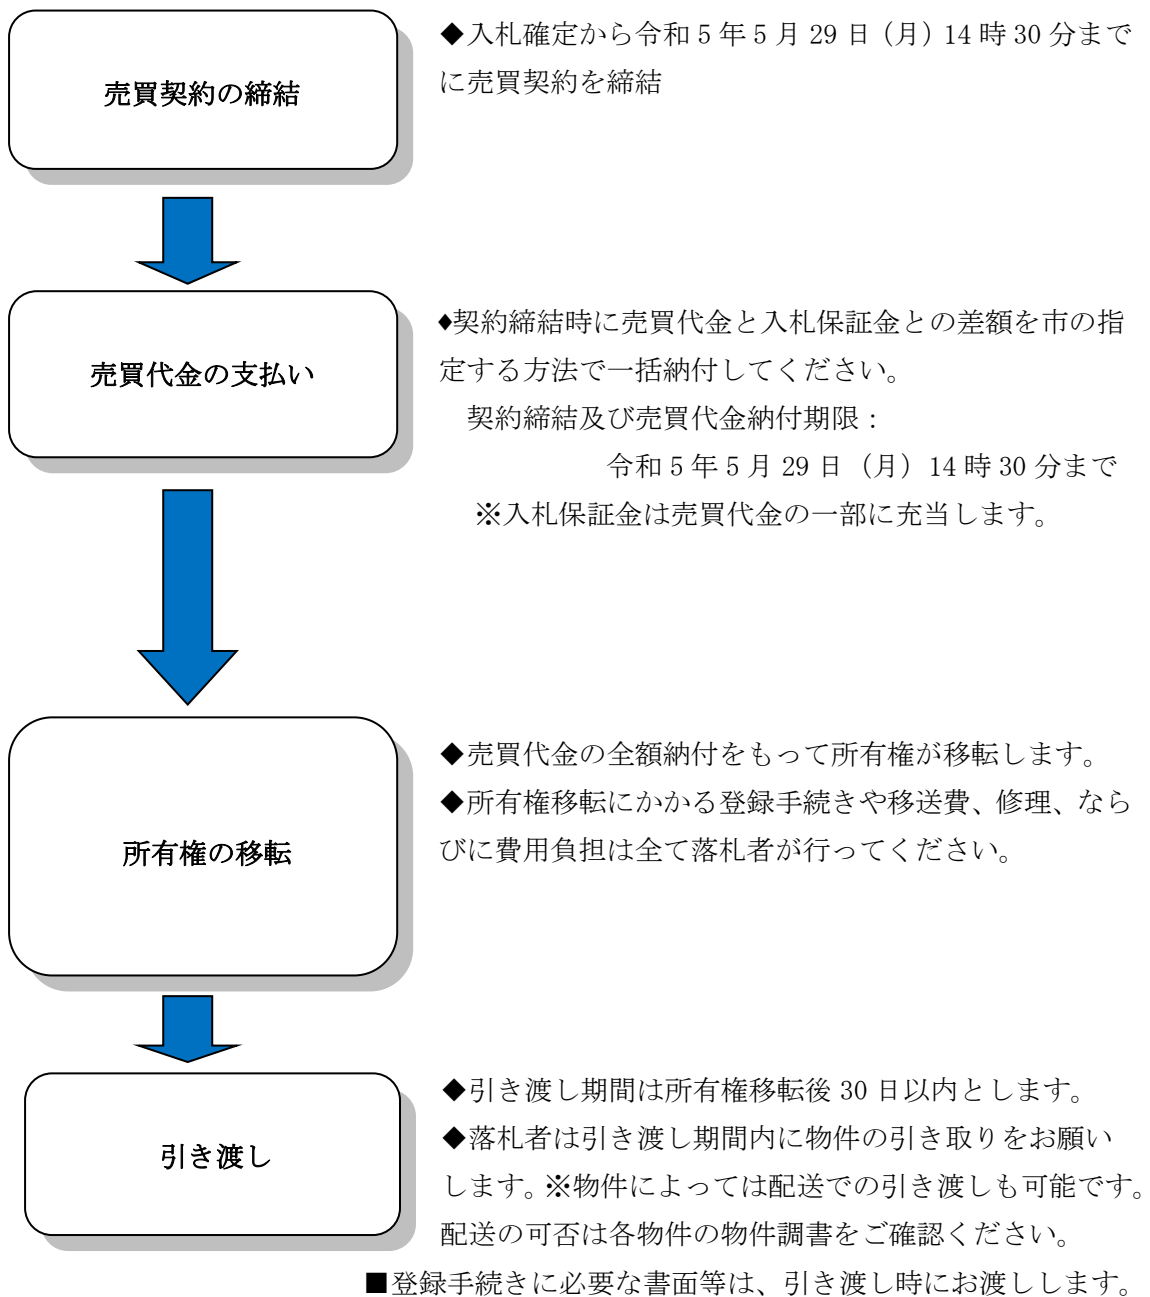 売買契約の締結
◆入札確定から令和5年5月29日(月)14時30分まで
に売買契約を締結
売買代金の支払い
♦契約締結時に売買代金と入札保証金との差額を市の指
定する方法で一括納付してください。
契約締結及び売買代金納付期限：
令和5年5月29日（月）14時30分まで
※入札保証金は売買代金の一部に充当します。
所有権の移転
◆売買代金の全額納付をもって所有権が移転します。
◆所有権移転にかかる登録手続きや移送費、修理、なら
びに費用負担は全て落札者が行ってください。
引き渡し
◆引き渡し期間は所有権移転後30日以内とします。
◆落札者は引き渡し期間内に物件の引き取りをお願い
します。※物件によっては配送での引き渡しも可能です。
配送の可否は各物件の物件調書をご確認ください。
■登録手続きに必要な書面等は、引き渡し時にお渡しします。